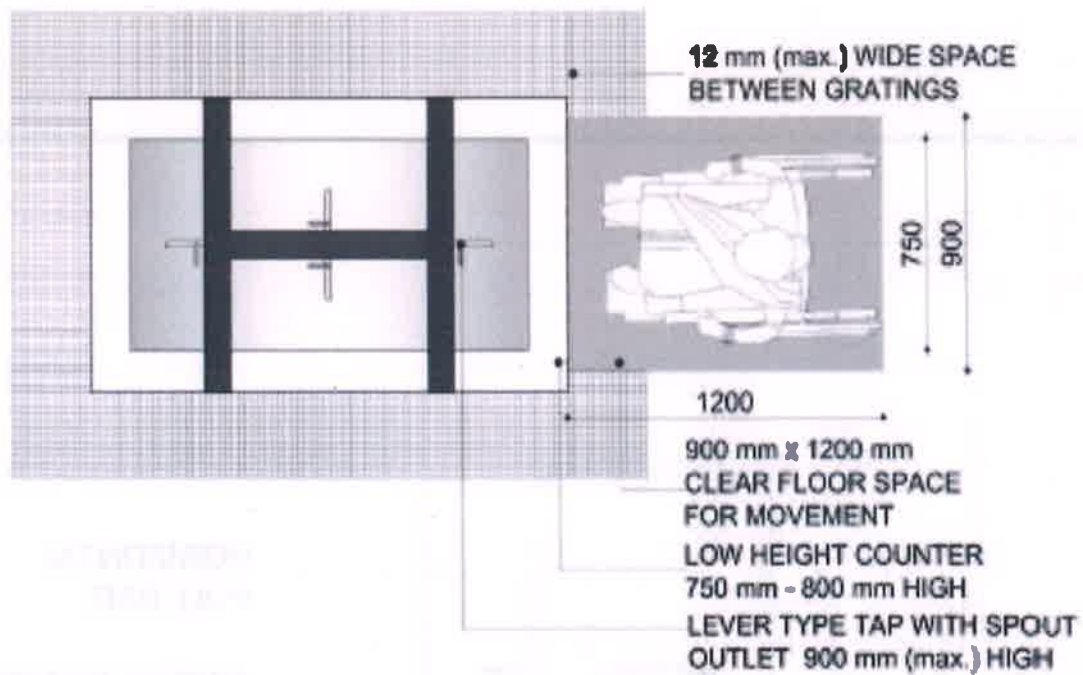 12 mm (max.) WIDE SPACE
BETWEEN GRATINGS
750
900
1200
900 mm x 1200 mm
CLEAR FLOOR SPACE
FOR MOVEMENT
LOW HEIGHT COUNTER
750 mm - 800 mm HIGH
LEVER TYPE TAP WITH SPOUT
OUTLET 900 mm (max.) HIGH